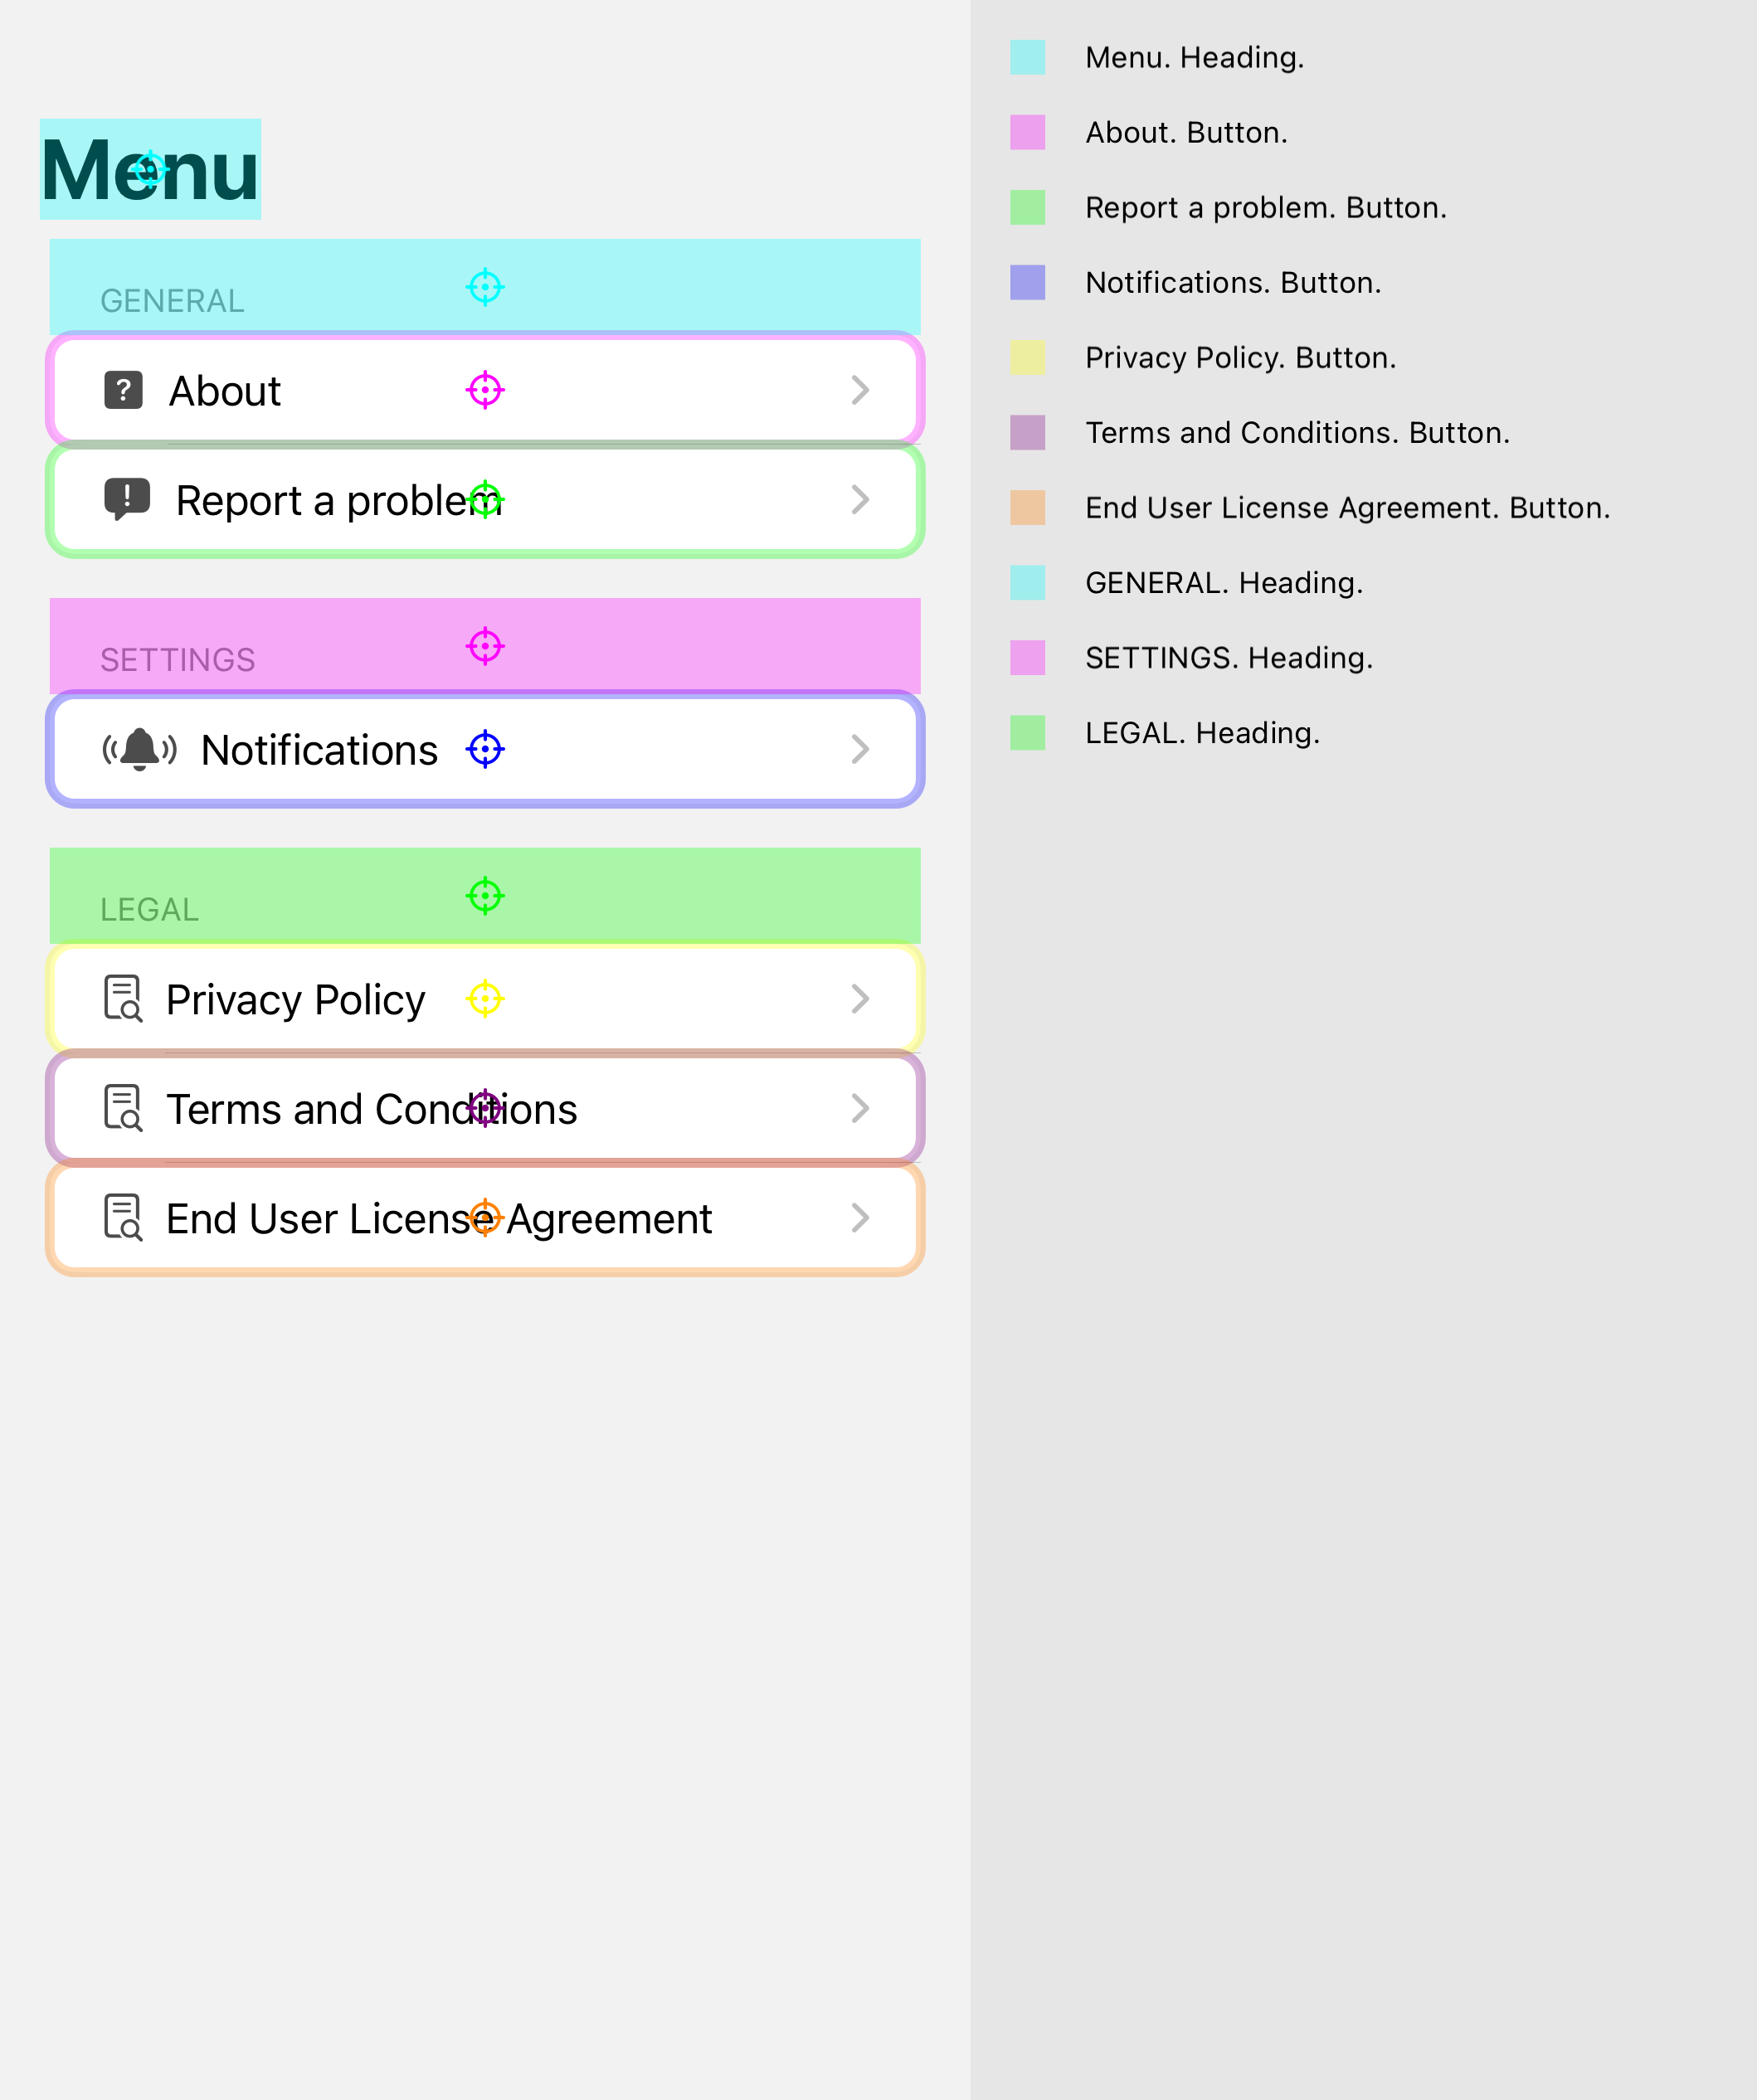 Menu
GENERAL
About
Report a problem
SETTINGS
Notifications
LEGAL
Privacy Policy
Terms and Conditions
End User License Agreement
Menu. Heading.
About. Button.
Report a problem. Button.
Notifications. Button.
Privacy Policy. Button.
Terms and Conditions. Button.
End User License Agreement. Button.
GENERAL. Heading.
SETTINGS. Heading.
LEGAL. Heading.